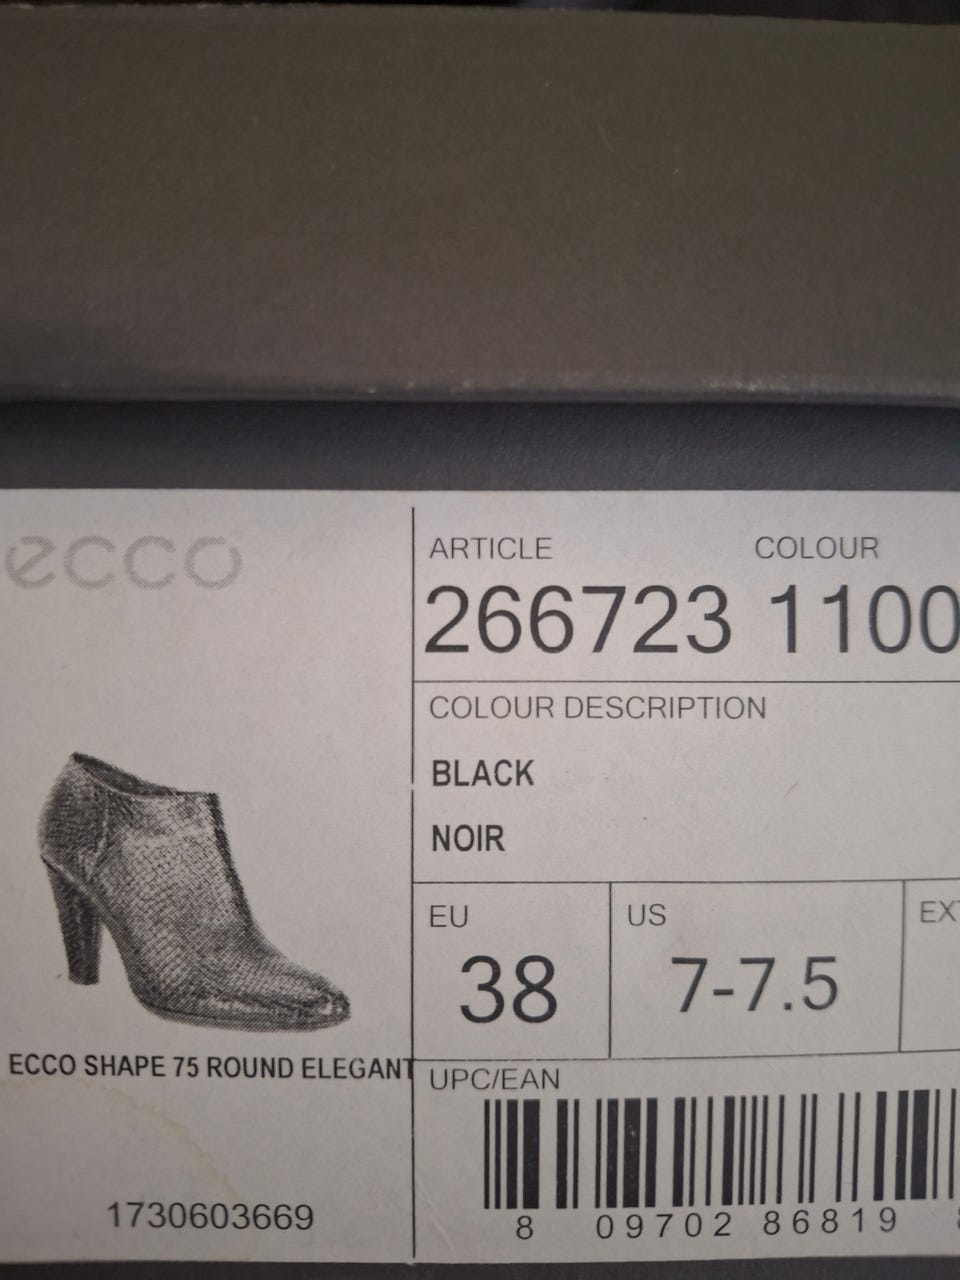 ecco
ARTICLE COLOUR
266723 1100
COLOUR DESCRIPTION
BLACK
NOIR
EU US
38 7-7.5
ECCO SHAPE 75 ROUND ELEGANT
UPC/EAN
1730603669
8 09702 86819